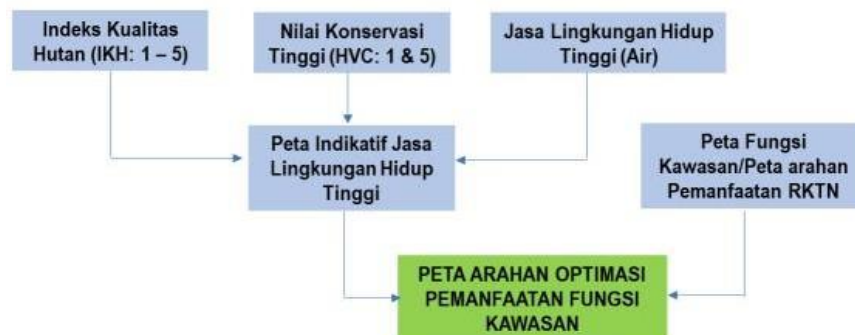 Indeks Kualitas
Hutan (IKH: 1 – 5)
Nilai Konservasi
Tinggi (HVC: 1 & 5)
Jasa Lingkungan Hidup
Tinggi (Air)
Peta Indikatif Jasa
Lingkungan Hidup
Tinggi
Peta Fungsi
Kawasan/Peta arahan
Pemanfaatan RKTN
PETA ARAHAN OPTIMASI
PEMANFAATAN FUNGSI
KAWASAN